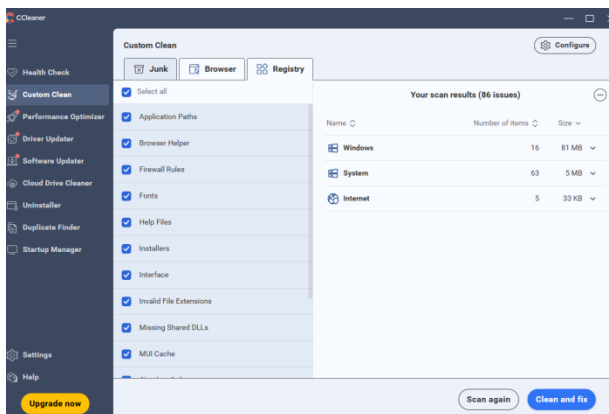 CCleaner
Health Check
Custom Clean
Performance Optimizer
Driver Updater
Software Updater
Cloud Drive Cleaner
Uninstaller
Duplicate Finder
Startup Manager
Settings
Help
Upgrade now
Custom Clean
Configure
Junk
Browser
Registry
Select all
Application Paths
Browser Helper
Firewall Rules
Fonts
Help Files
Installers
Interface
Invalid File Extensions
Missing Shared DLLs
MUI Cache
Your scan results (86 issues)
Name Number of items Size
Windows 16 81 MB
System 63 5 MB
Internet 5 33 KB
Scan again
Clean and fix